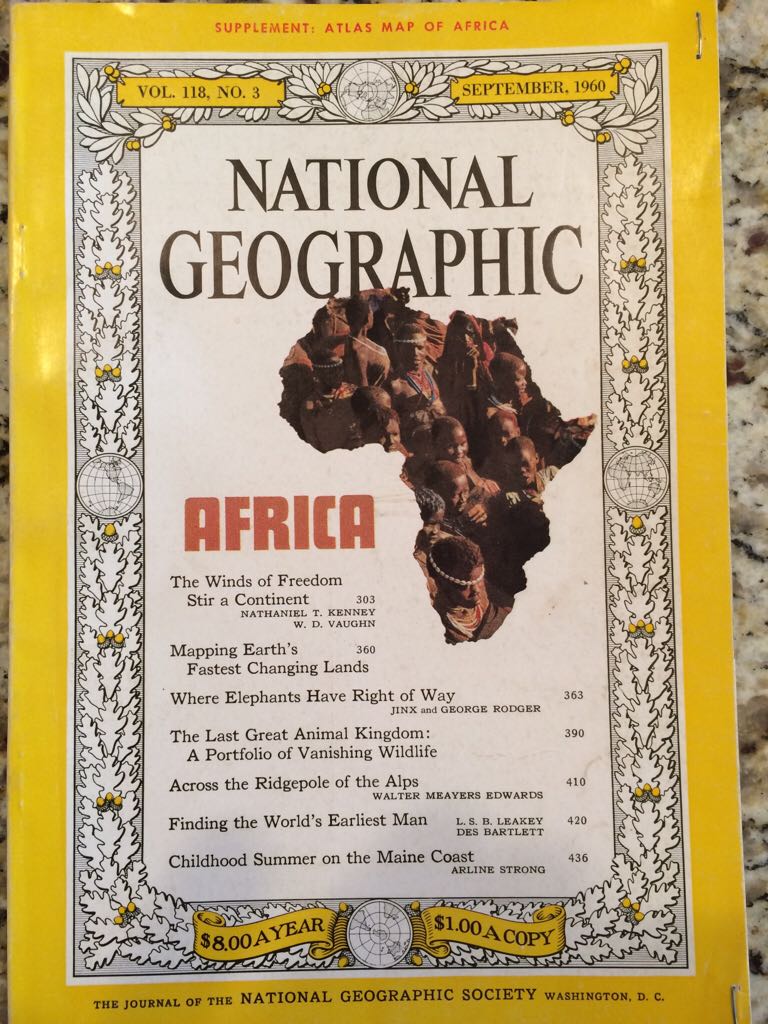 SUPPLEMENT: ATLAS MAP OF AFRICA
VOL. 118, NO. 3
SEPTEMBER, 1960
NATIONAL
GEOGRAPHIC
AFRICA
The Winds of Freedom
Stir a Continent 303
NATHANIEL T. KENNEY
W. D. VAUGHN
Mapping Earth's 360
Fastest Changing Lands
Where Elephants Have Right of Way 363
JINX and GEORGE RODGER
The Last Great Animal Kingdom: 390
A Portfolio of Vanishing Wildlife
Across the Ridgepole of the Alps 410
WALTER MEAYERS EDWARDS
Finding the World's Earliest Man L. S. B. LEAKEY 420
DES BARTLETT
Childhood Summer on the Maine Coast 436
ARLINE STRONG
$8.00 A YEAR
$1.00 A COPY
THE JOURNAL OF THE NATIONAL GEOGRAPHIC SOCIETY WASHINGTON, D. C.